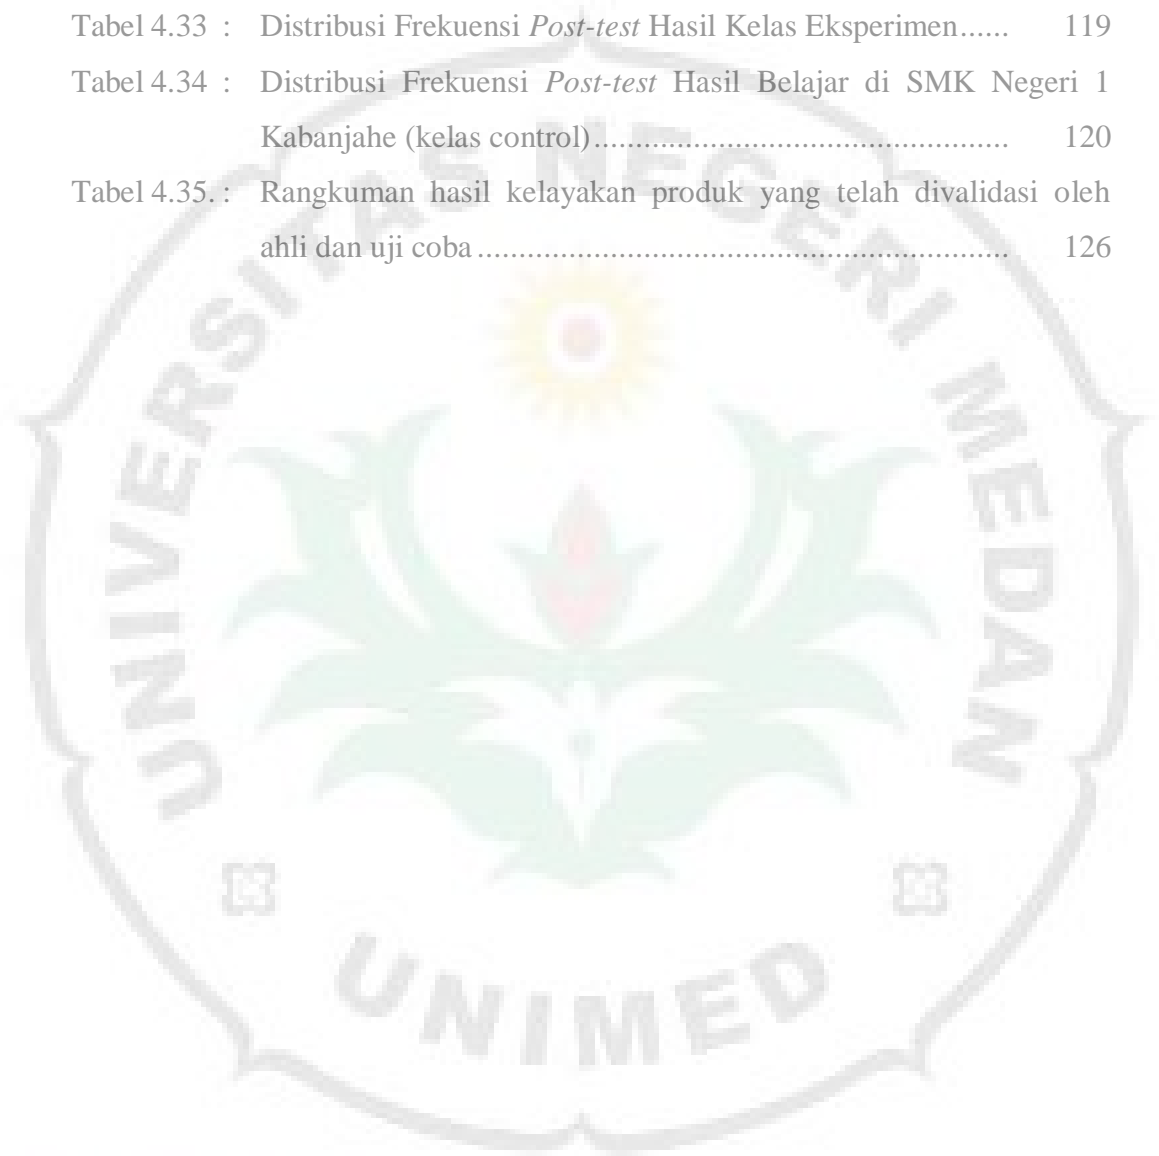 Tabel 4.33 : Distribusi Frekuensi Post-test Hasil Kelas Eksperimen...... 119
Tabel 4.34 : Distribusi Frekuensi Post-test Hasil Belajar di SMK Negeri 1
Kabanjahe (kelas control).................................................. 120
Tabel 4.35. : Rangkuman hasil kelayakan produk yang telah divalidasi oleh
ahli dan uji coba................................................................ 126
UNIVERSITAS NEGERI MEDAN
UNIMED